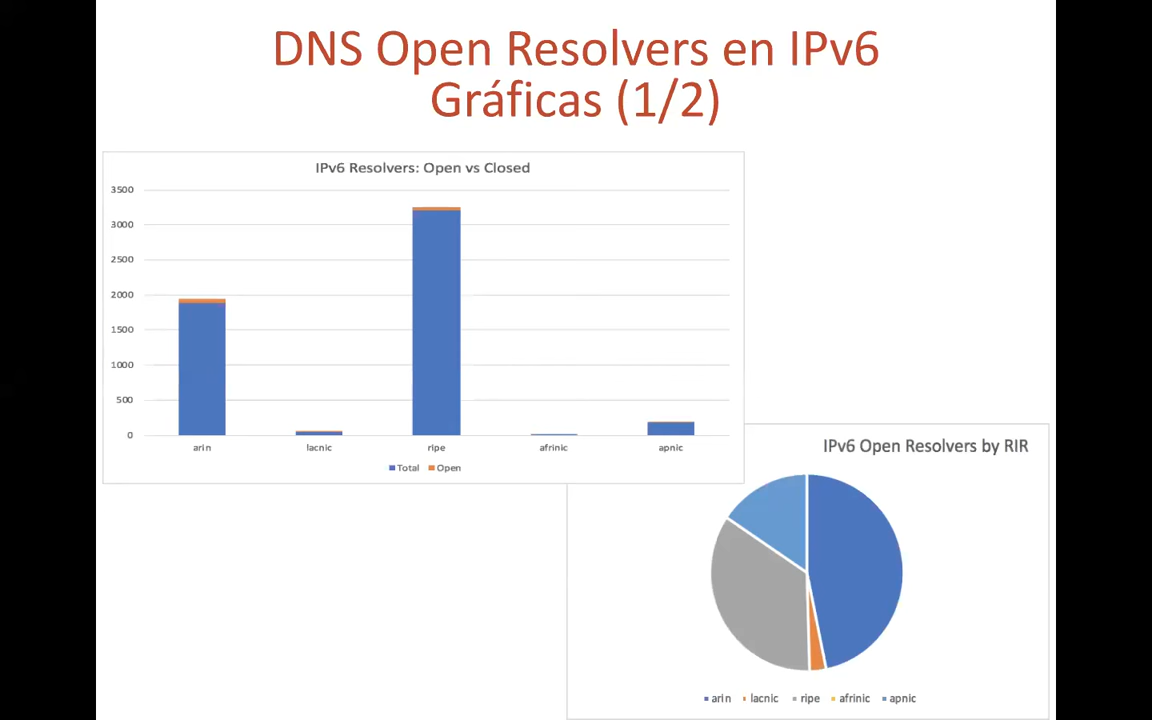 DNS Open Resolvers en IPv6
Gráficas (1/2)
IPv6 Resolvers: Open vs Closed
3500
3000
2500
2000
1500
1000
500
0
arin lacnic ripe afrinic apnic
Total Open
IPv6 Open Resolvers by RIR
arin lacnic ripe afrinic apnic